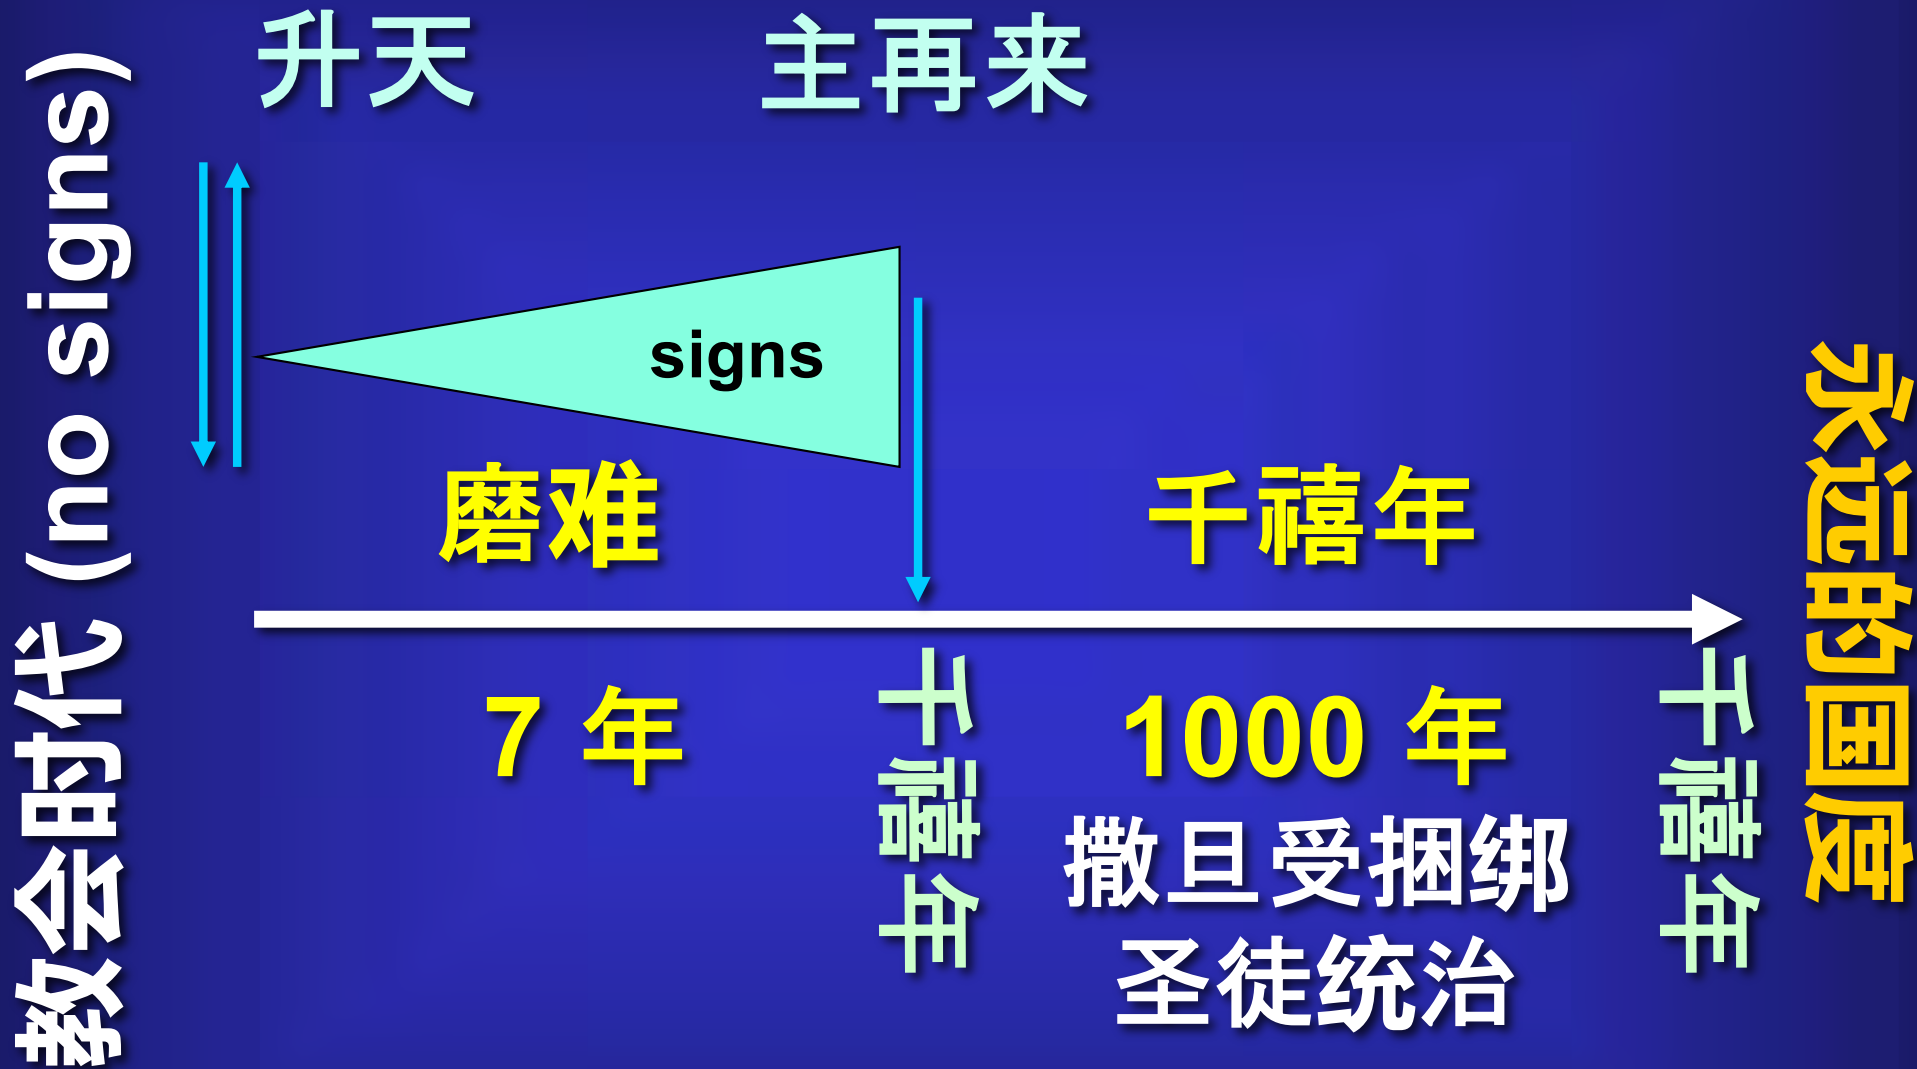 教会时代 (no signs)
升天
主再来
signs
磨难
千禧年
7 年
千禧年
1000 年
撒旦受捆绑
圣徒统治
千禧年
永远的国度